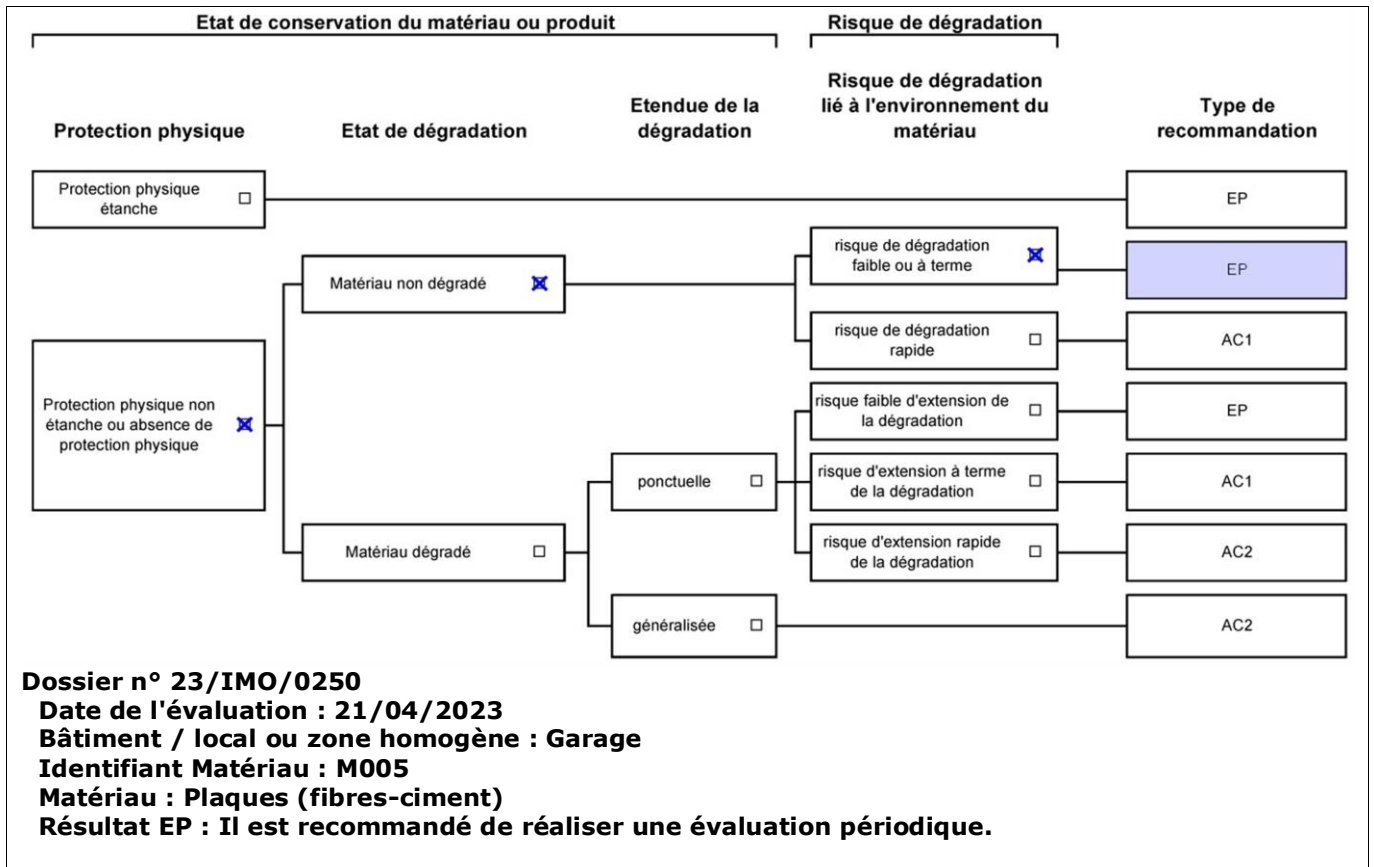 Etat de conservation du matériau ou produit
Risque de dégradation
Protection physique
Etat de dégradation
Etendue de la
dégradation
Risque de dégradation
lié à l'environnement du
matériau
Type de
recommandation
Protection physique
étanche
EP
risque de dégradation
faible ou à terme
EP
Matériau non dégradé
risque de dégradation
rapide
AC1
Protection physique non
étanche ou absence de
protection physique
risque faible d'extension de
la dégradation
EP
ponctuelle
risque d'extension à terme
de la dégradation
AC1
Matériau dégradé
risque d'extension rapide
de la dégradation
AC2
généralisée
AC2
Dossier n° 23/IMO/0250
Date de l'évaluation : 21/04/2023
Bâtiment / local ou zone homogène : Garage
Identifiant Matériau : M005
Matériau : Plaques (fibres-ciment)
Résultat EP : Il est recommandé de réaliser une évaluation périodique.